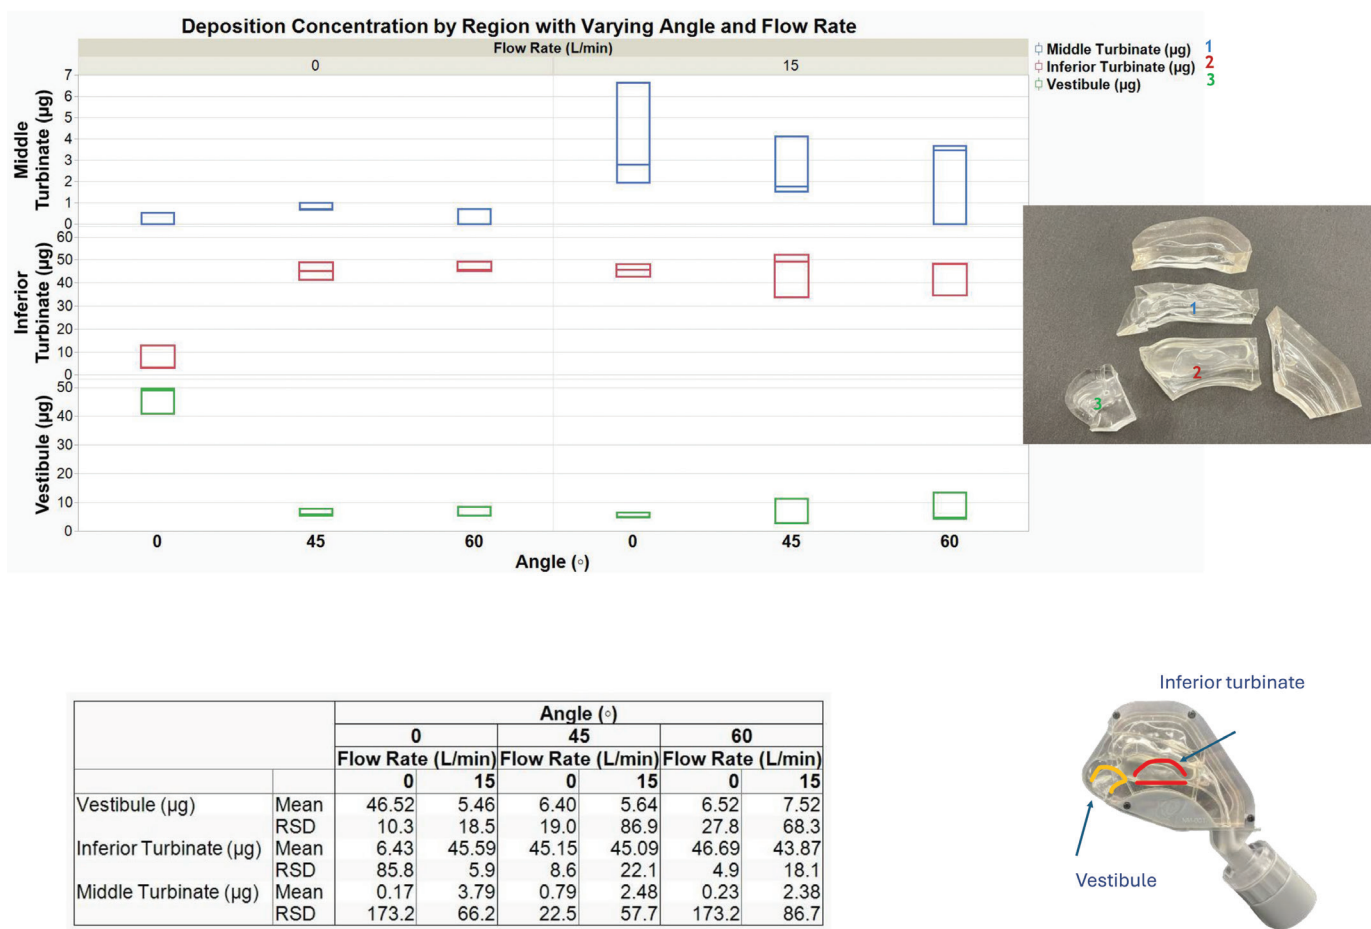 Deposition Concentration by Region with Varying Angle and Flow Rate
Flow Rate (L/min)
0 15
Middle Turbinate (µg) 1
Inferior Turbinate (µg) 2
Vestibule (µg) 3
Middle
Turbinate (µg)
7
6
5
4
3
2
1
0
Inferior
Turbinate (µg)
60
50
40
30
20
10
0
Vestibule (µg)
50
40
30
20
10
0
0 45 60 0 45 60
Angle (○)
1
2
3
Angle (○)
0 45 60
Flow Rate (L/min) Flow Rate (L/min) Flow Rate (L/min)
0 15 0 15 0 15
Vestibule (µg) Mean 46.52 5.46 6.40 5.64 6.52 7.52
RSD 10.3 18.5 19.0 86.9 27.8 68.3
Inferior Turbinate (µg) Mean 6.43 45.59 45.15 45.09 46.69 43.87
RSD 85.8 5.9 8.6 22.1 4.9 18.1
Middle Turbinate (µg) Mean 0.17 3.79 0.79 2.48 0.23 2.38
RSD 173.2 66.2 22.5 57.7 173.2 86.7
Inferior turbinate
Vestibule